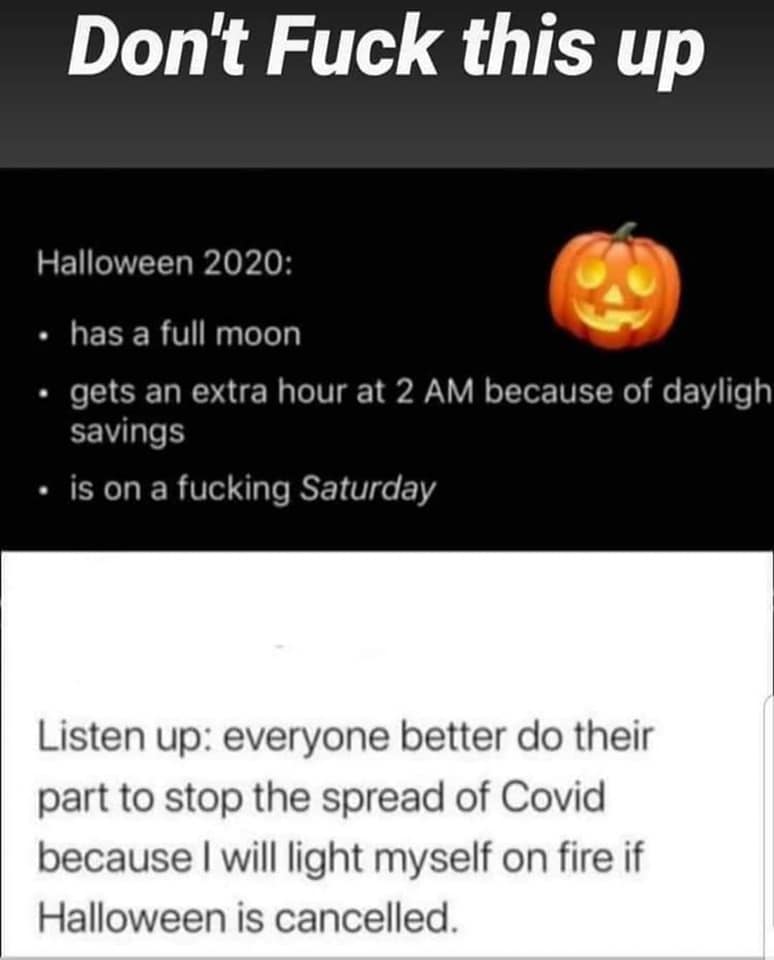 Don't Fuck this up
Halloween 2020:
• has a full moon
• gets an extra hour at 2 AM because of dayligh
savings
• is on a fucking Saturday
Listen up: everyone better do their
part to stop the spread of Covid
because I will light myself on fire if
Halloween is cancelled.